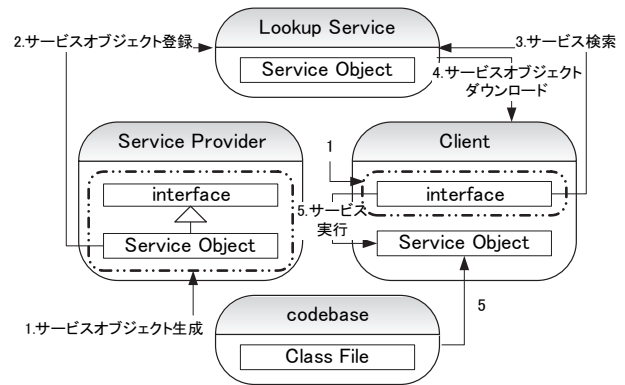 Lookup Service
2.サービスオブジェクト登録
3.サービス検索
Service Object
4.サービスオブジェクト
ダウンロード
Service Provider
Client
1
interface
interface
5.サービス
実行
Service Object
Service Object
1.サービスオブジェクト生成
codebase
5
Class File